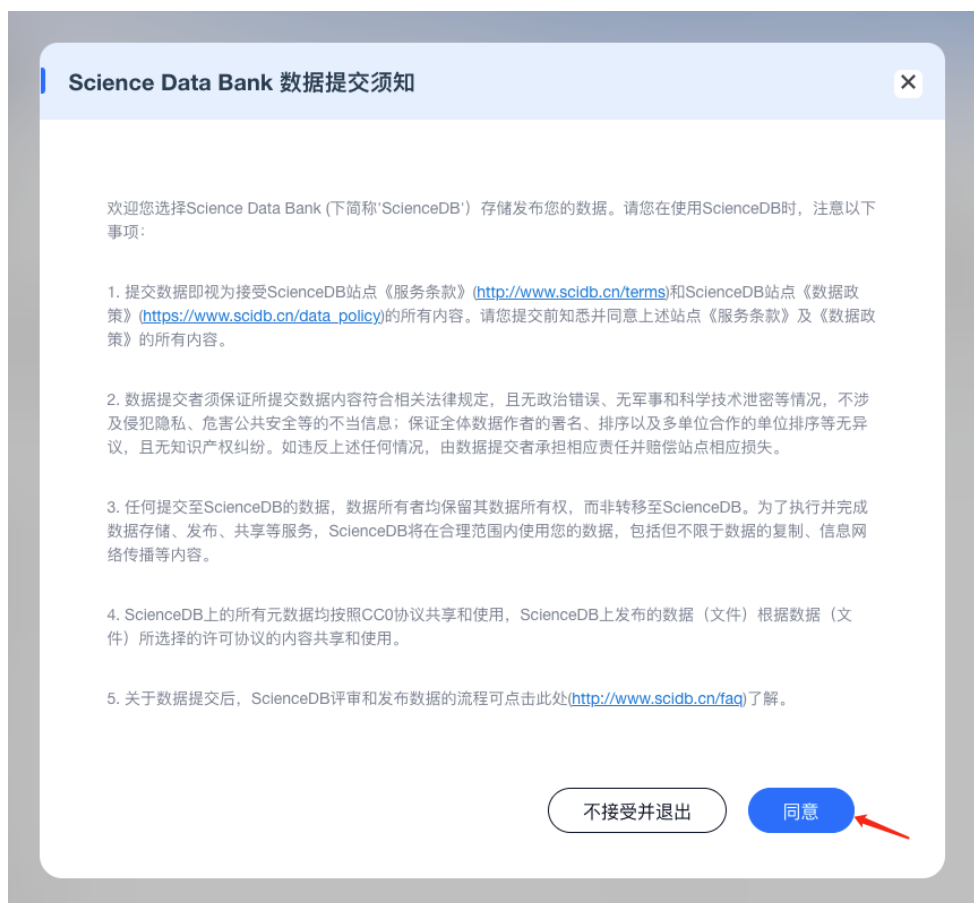 Science Data Bank 数据提交须知
欢迎您选择Science Data Bank (下简称'ScienceDB'）存储发布您的数据。请您在使用ScienceDB时，注意以下
事项：
1. 提交数据即视为接受ScienceDB站点《服务条款》(http://www.scidb.cn/terms)和ScienceDB站点《数据政
策》(https://www.scidb.cn/data_policy)的所有内容。请您提交前知悉并同意上述站点《服务条款》及《数据政
策》的所有内容。
2. 数据提交者须保证所提交数据内容符合相关法律规定，且无政治错误、无军事和科学技术泄密等情况，不涉
及侵犯隐私、危害公共安全等的不当信息；保证全体数据作者的署名、排序以及多单位合作的单位排序等无异
议，且无知识产权纠纷。如违反上述任何情况，由数据提交者承担相应责任并赔偿站点相应损失。
3. 任何提交至ScienceDB的数据，数据所有者均保留其数据所有权，而非转移至ScienceDB。为了执行并完成
数据存储、发布、共享等服务，ScienceDB将在合理范围内使用您的数据，包括但不限于数据的复制、信息网
络传播等内容。
4. ScienceDB上的所有元数据均按照CC0协议共享和使用，ScienceDB上发布的数据（文件）根据数据（文
件）所选择的许可协议的内容共享和使用。
5. 关于数据提交后，ScienceDB评审和发布数据的流程可点击此处(http://www.scidb.cn/faq)了解。
不接受并退出
同意